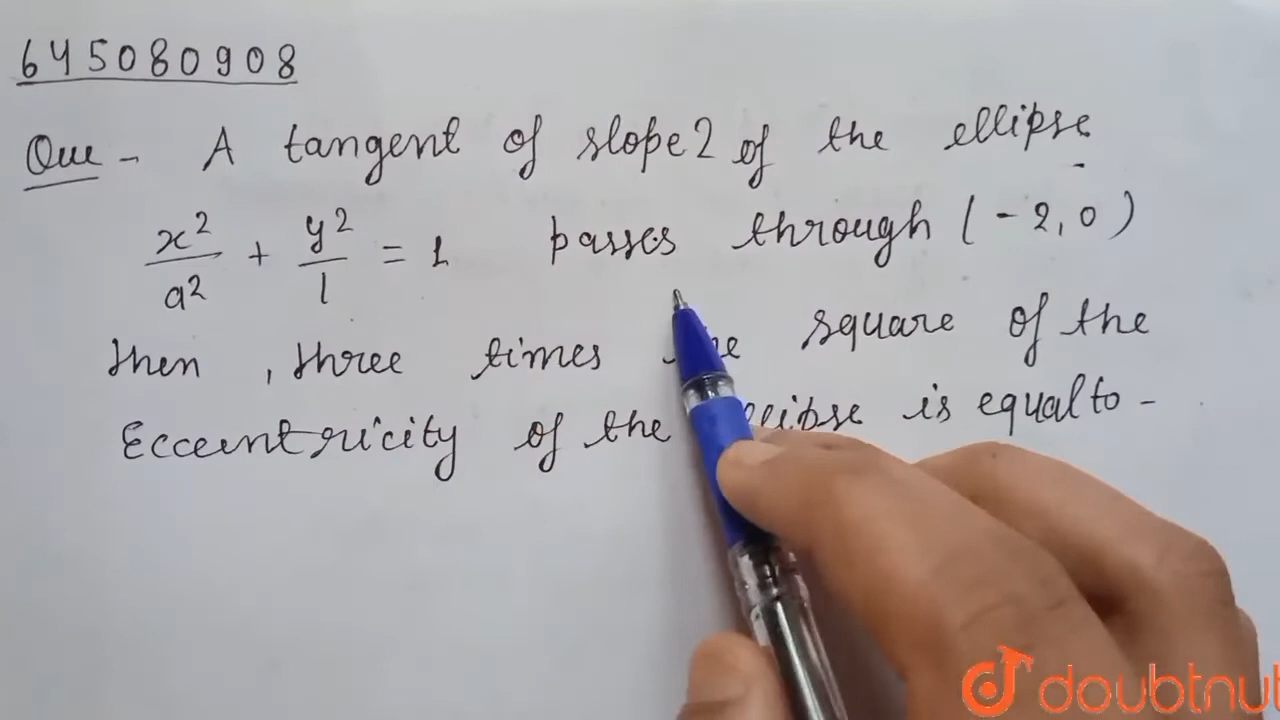 645080908
Que - A tangent of slope 2 of the ellipse
x²/a² + y²/1 = 1 passes through (-2,0)
then, three times square of the
Eccentricity of the is equal to -
doubtnut